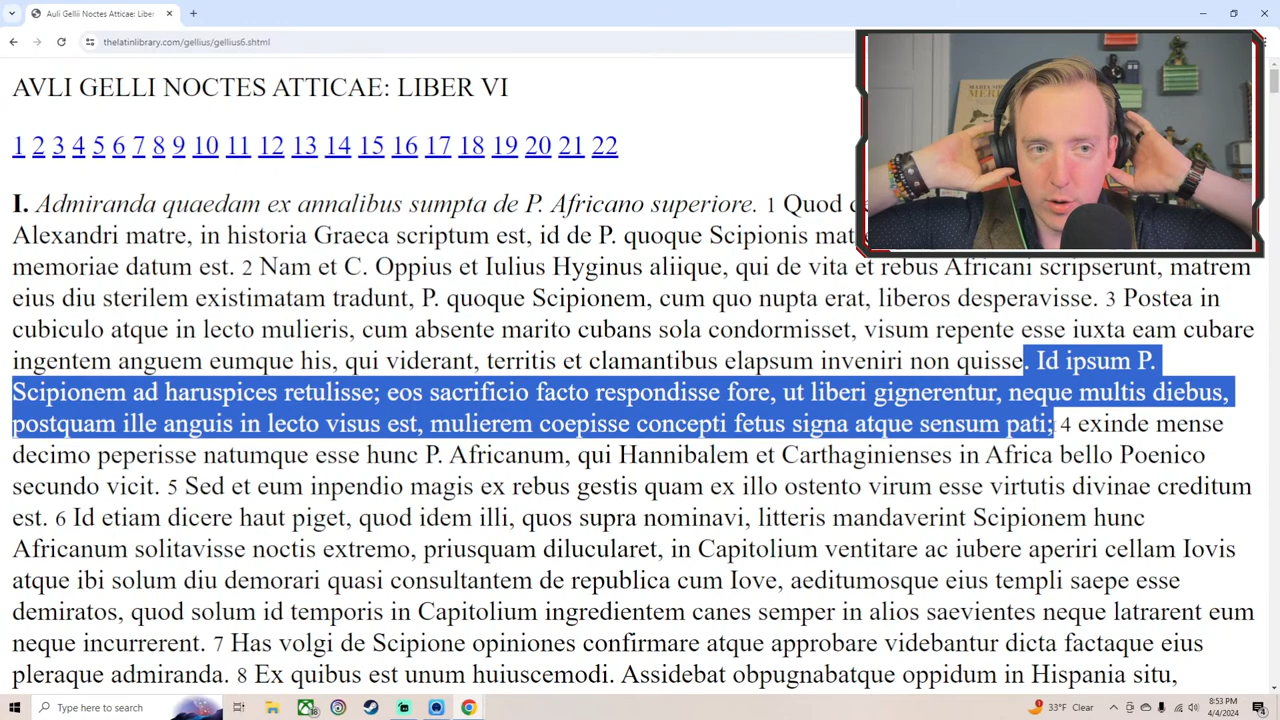 Auli Gellii Noctes Atticae: Liber
thelatinlibrary.com/gellius/gellius6.shtml
AVLI GELLI NOCTES ATTICAE: LIBER VI
1 2 3 4 5 6 7 8 9 10 11 12 13 14 15 16 17 18 19 20 21 22
I. Admiranda quaedam ex annalibus sumpta de P. Africano superiore. 1 Quod
Alexandri matre, in historia Graeca scriptum est, id de P. quoque Scipionis
memoriae datum est. 2 Nam et C. Oppius et Iulius Hyginus aliique, qui de vita et rebus Africani scripserunt, matrem
eius diu sterilem existimatam tradunt, P. quoque Scipionem, cum quo nupta erat, liberos desperavisse. 3 Postea in
cubiculo atque in lecto mulieris, cum absente marito cubans sola condormisset, visum repente esse iuxta eam cubare
ingentem anguem eumque his, qui viderant, territis et clamantibus elapsum inveniri non quisse. Id ipsum P.
Scipionem ad haruspices retulisse; eos sacrificio facto respondisse fore, ut liberi gignerentur, neque multis diebus,
postquam ille anguis in lecto visus est, mulierem coepisse concepti fetus signa atque sensum pati; 4 exinde mense
decimo peperisse natumque esse hunc P. Africanum, qui Hannibalem et Carthaginienses in Africa bello Poenico
secundo vicit. 5 Sed et eum inpendio magis ex rebus gestis quam ex illo ostento virum esse virtutis divinae creditum
est. 6 Id etiam dicere haut piget, quod idem illi, quos supra nominavi, litteris mandaverint Scipionem hunc
Africanum solitavisse noctis extremo, priusquam dilucularet, in Capitolium ventitare ac iubere aperiri cellam Iovis
atque ibi solum diu demorari quasi consultantem de republica cum Iove, aeditumosque eius templi saepe esse
demiratos, quod solum id temporis in Capitolium ingredientem canes semper in alios saevientes neque latrarent eum
neque incurrerent. 7 Has volgi de Scipione opiniones confirmare atque approbare videbantur dicta factaque eius
pleraque admiranda. 8 Ex quibus est unum huiuscemodi. Assidebat obpugnabatque oppidum in Hispania situ,
Type here to search
33°F Clear
8:53 PM
4/4/2024